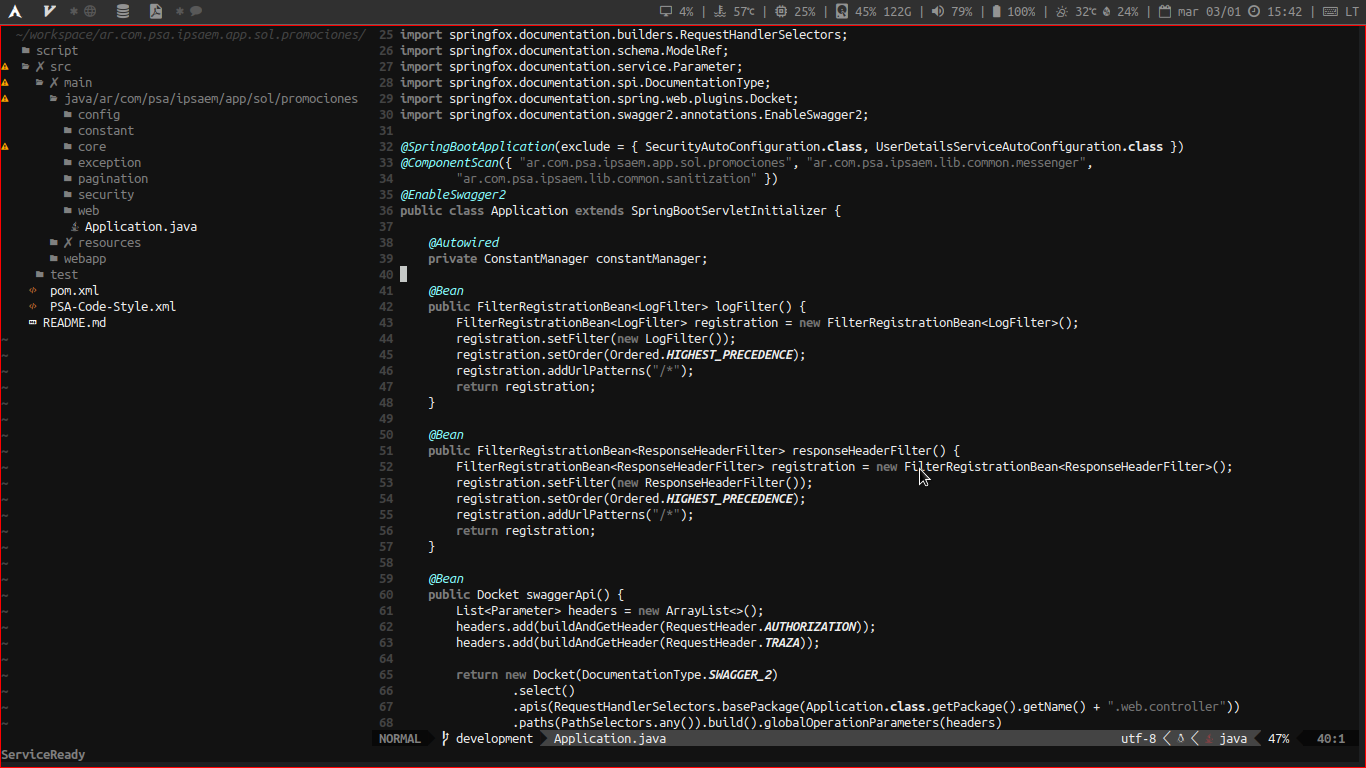 4% | 57°c | 25% | 45% 122G | 79% | 100% | 32°c 24% | mar 03/01 15:42 | LT
~/workspace/ar.com.psa.ipsaem.app.sol.promociones/
script
src
main
java/ar/com/psa/ipsaem/app/sol/promociones
config
constant
core
exception
pagination
security
web
Application.java
resources
webapp
test
pom.xml
PSA-Code-Style.xml
README.md
25 import springfox.documentation.builders.RequestHandlerSelectors;
26 import springfox.documentation.schema.ModelRef;
27 import springfox.documentation.service.Parameter;
28 import springfox.documentation.spi.DocumentationType;
29 import springfox.documentation.spring.web.plugins.Docket;
30 import springfox.documentation.swagger2.annotations.EnableSwagger2;
31
32 @SpringBootApplication(exclude = { SecurityAutoConfiguration.class, UserDetailsServiceAutoConfiguration.class })
33 @ComponentScan({ "ar.com.psa.ipsaem.app.sol.promociones", "ar.com.psa.ipsaem.lib.common.messenger",
34         "ar.com.psa.ipsaem.lib.common.sanitization" })
35 @EnableSwagger2
36 public class Application extends SpringBootServletInitializer {
37
38     @Autowired
39     private ConstantManager constantManager;
40
41     @Bean
42     public FilterRegistrationBean<LogFilter> logFilter() {
43         FilterRegistrationBean<LogFilter> registration = new FilterRegistrationBean<LogFilter>();
44         registration.setFilter(new LogFilter());
45         registration.setOrder(Ordered.HIGHEST_PRECEDENCE);
46         registration.addUrlPatterns("/*");
47         return registration;
48     }
49
50     @Bean
51     public FilterRegistrationBean<ResponseHeaderFilter> responseHeaderFilter() {
52         FilterRegistrationBean<ResponseHeaderFilter> registration = new FilterRegistrationBean<ResponseHeaderFilter>();
53         registration.setFilter(new ResponseHeaderFilter());
54         registration.setOrder(Ordered.HIGHEST_PRECEDENCE);
55         registration.addUrlPatterns("/*");
56         return registration;
57     }
58
59     @Bean
60     public Docket swaggerApi() {
61         List<Parameter> headers = new ArrayList<>();
62         headers.add(buildAndGetHeader(RequestHeader.AUTHORIZATION));
63         headers.add(buildAndGetHeader(RequestHeader.TRAZA));
64
65         return new Docket(DocumentationType.SWAGGER_2)
66                 .select()
67                 .apis(RequestHandlerSelectors.basePackage(Application.class.getPackage().getName() + ".web.controller"))
68                 .paths(PathSelectors.any()).build().globalOperationParameters(headers)
NORMAL development Application.java utf-8 java 47% 40:1
ServiceReady